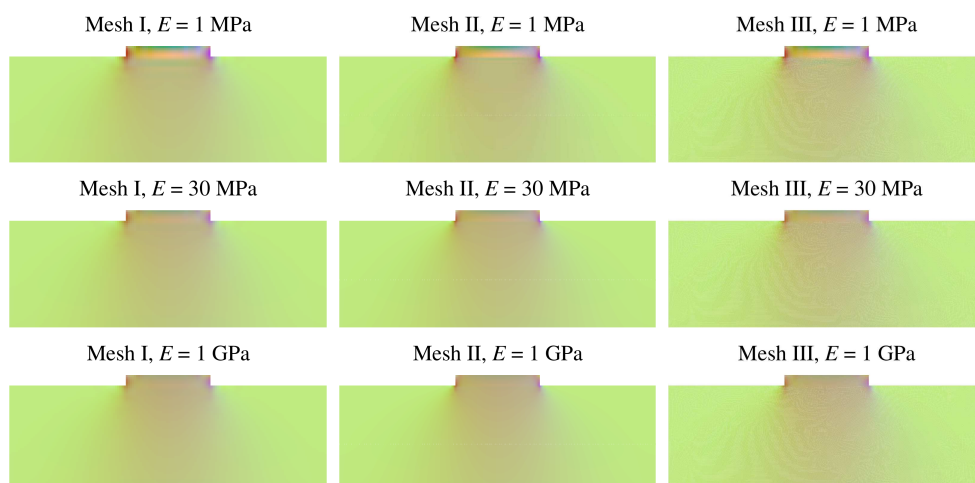 Mesh I, E = 1 MPa
Mesh II, E = 1 MPa
Mesh III, E = 1 MPa
Mesh I, E = 30 MPa
Mesh II, E = 30 MPa
Mesh III, E = 30 MPa
Mesh I, E = 1 GPa
Mesh II, E = 1 GPa
Mesh III, E = 1 GPa